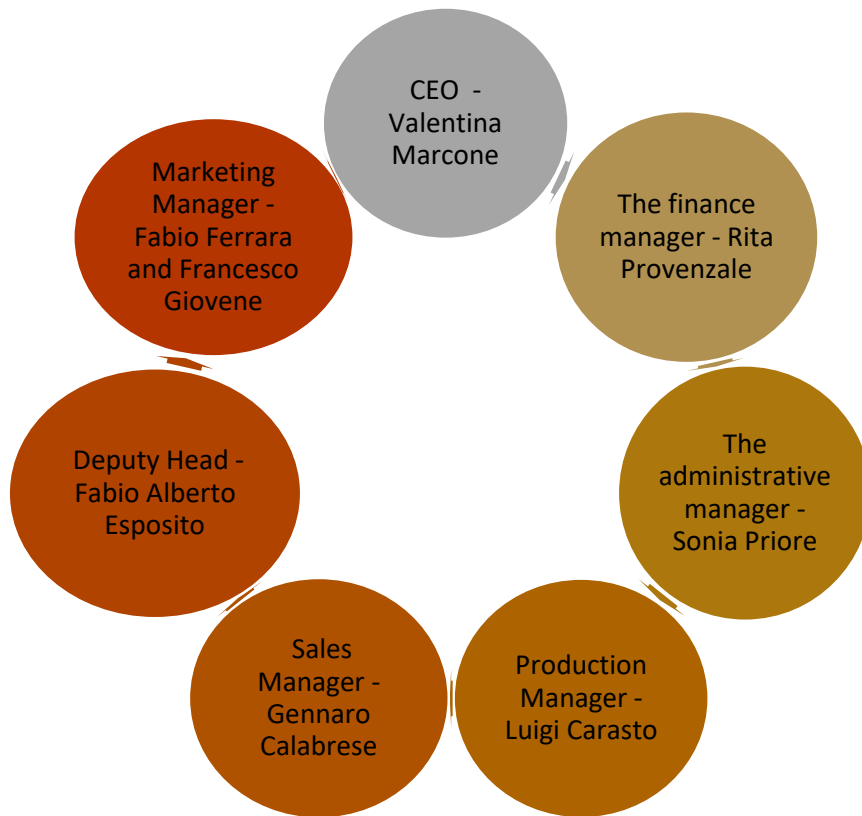 CEO -
Valentina
Marcone
The finance
manager - Rita
Provenzale
The
administrative
manager -
Sonia Priore
Production
Manager -
Luigi Carasto
Sales
Manager -
Gennaro
Calabrese
Deputy Head -
Fabio Alberto
Esposito
Marketing
Manager -
Fabio Ferrara
and Francesco
Giovene